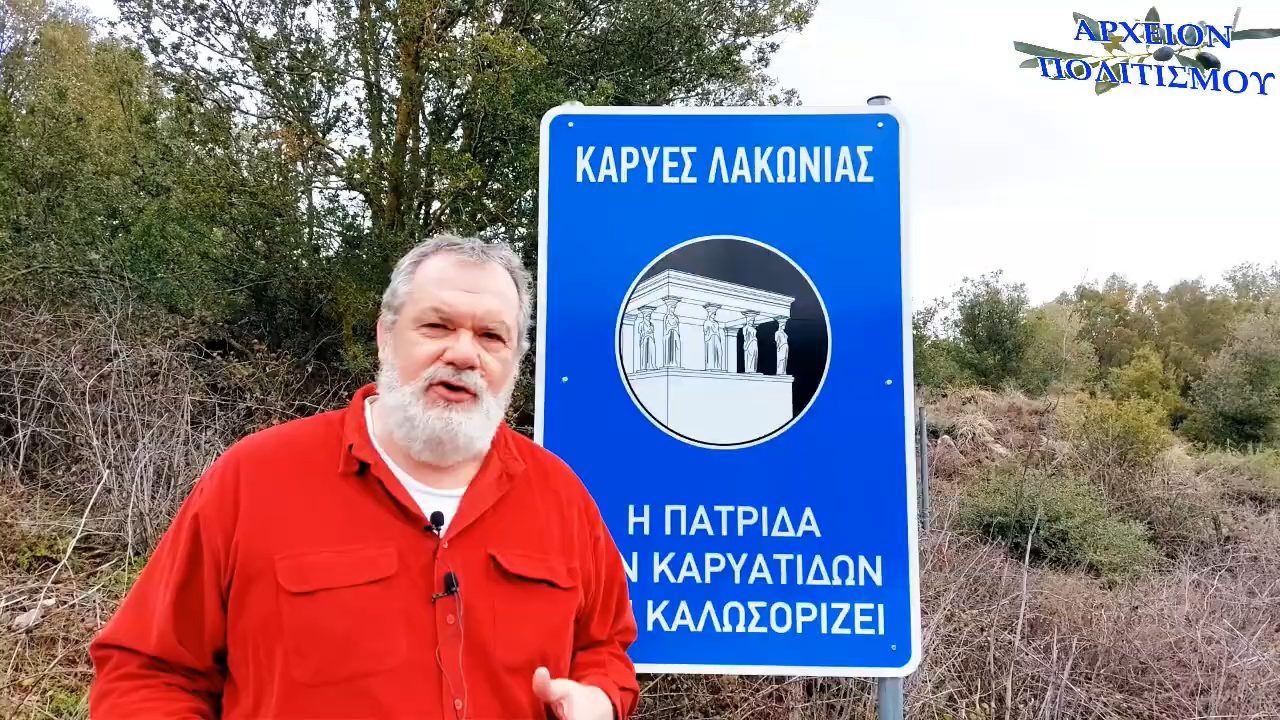 ΑΡΧΕΙΟΝ
ΠΟΛΙΤΙΣΜΟΥ
ΚΑΡΥΕΣ ΛΑΚΩΝΙΑΣ
Η ΠΑΤΡΙΔΑ
ΚΑΡΥΑΤΙΔΩΝ
ΚΑΛΩΣΟΡΙΖΕΙ